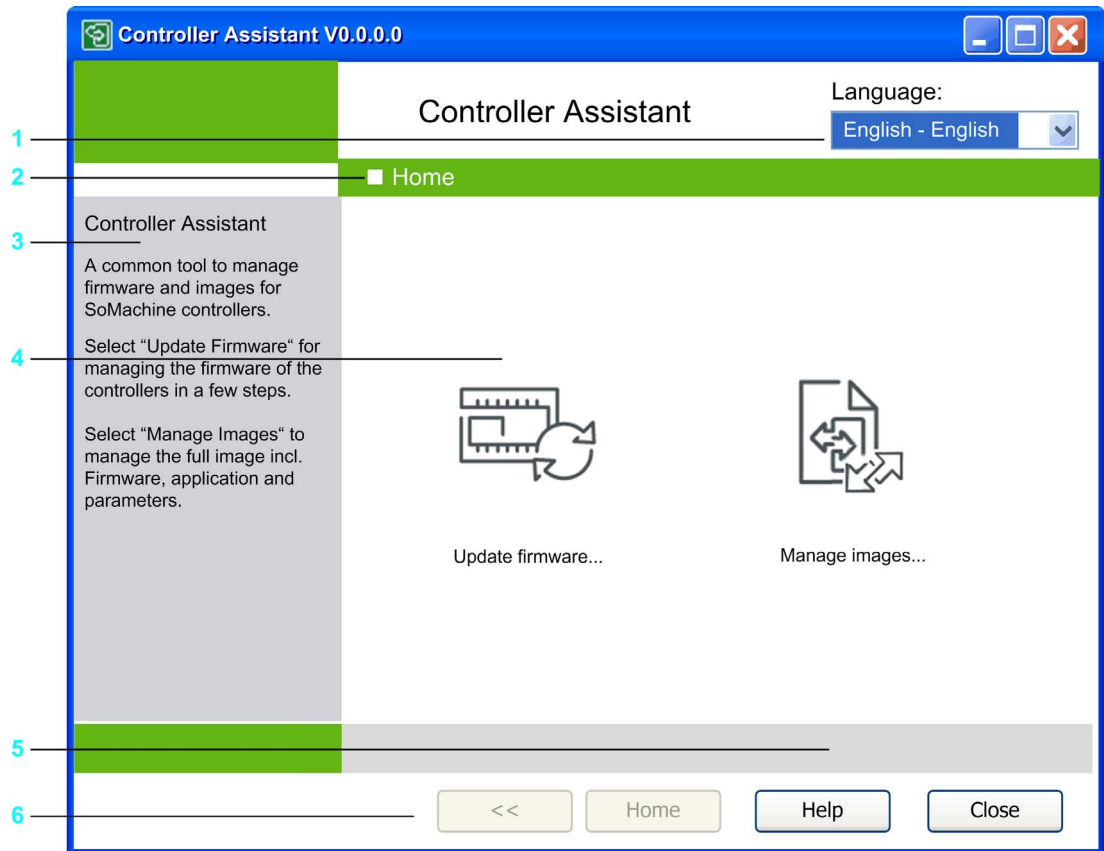 Controller Assistant V0.0.0.0
Controller Assistant
Language:
1
English - English
2
Home
3
Controller Assistant
A common tool to manage
firmware and images for
SoMachine controllers.
4
Select “Update Firmware“ for
managing the firmware of the
controllers in a few steps.
Select “Manage Images“ to
manage the full image incl.
Firmware, application and
parameters.
Update firmware...
Manage images...
5
6
<<
Home
Help
Close